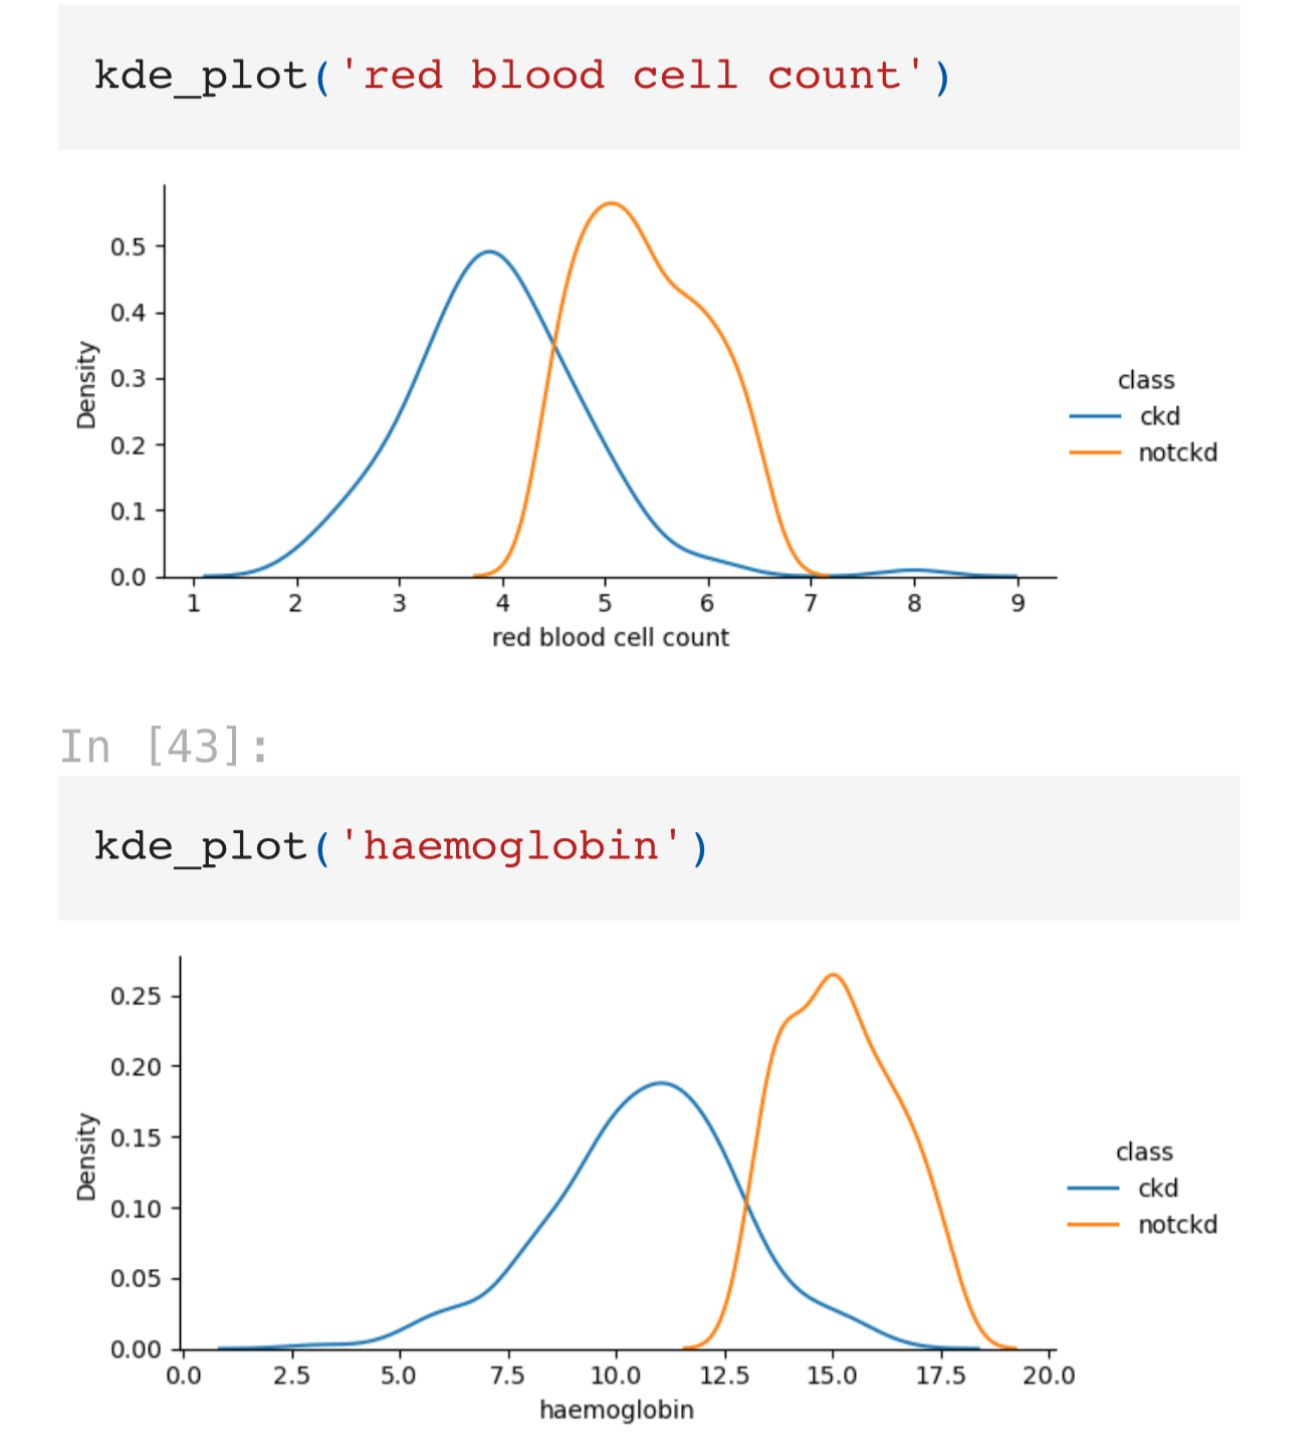 kde_plot('red blood cell count')
0.5
0.4
0.3
0.2
0.1
0.0
Density
1 2 3 4 5 6 7 8 9
red blood cell count
class
ckd
notckd
In [43]:
kde_plot('haemoglobin')
0.25
0.20
0.15
0.10
0.05
0.00
Density
0.0 2.5 5.0 7.5 10.0 12.5 15.0 17.5 20.0
haemoglobin
class
ckd
notckd